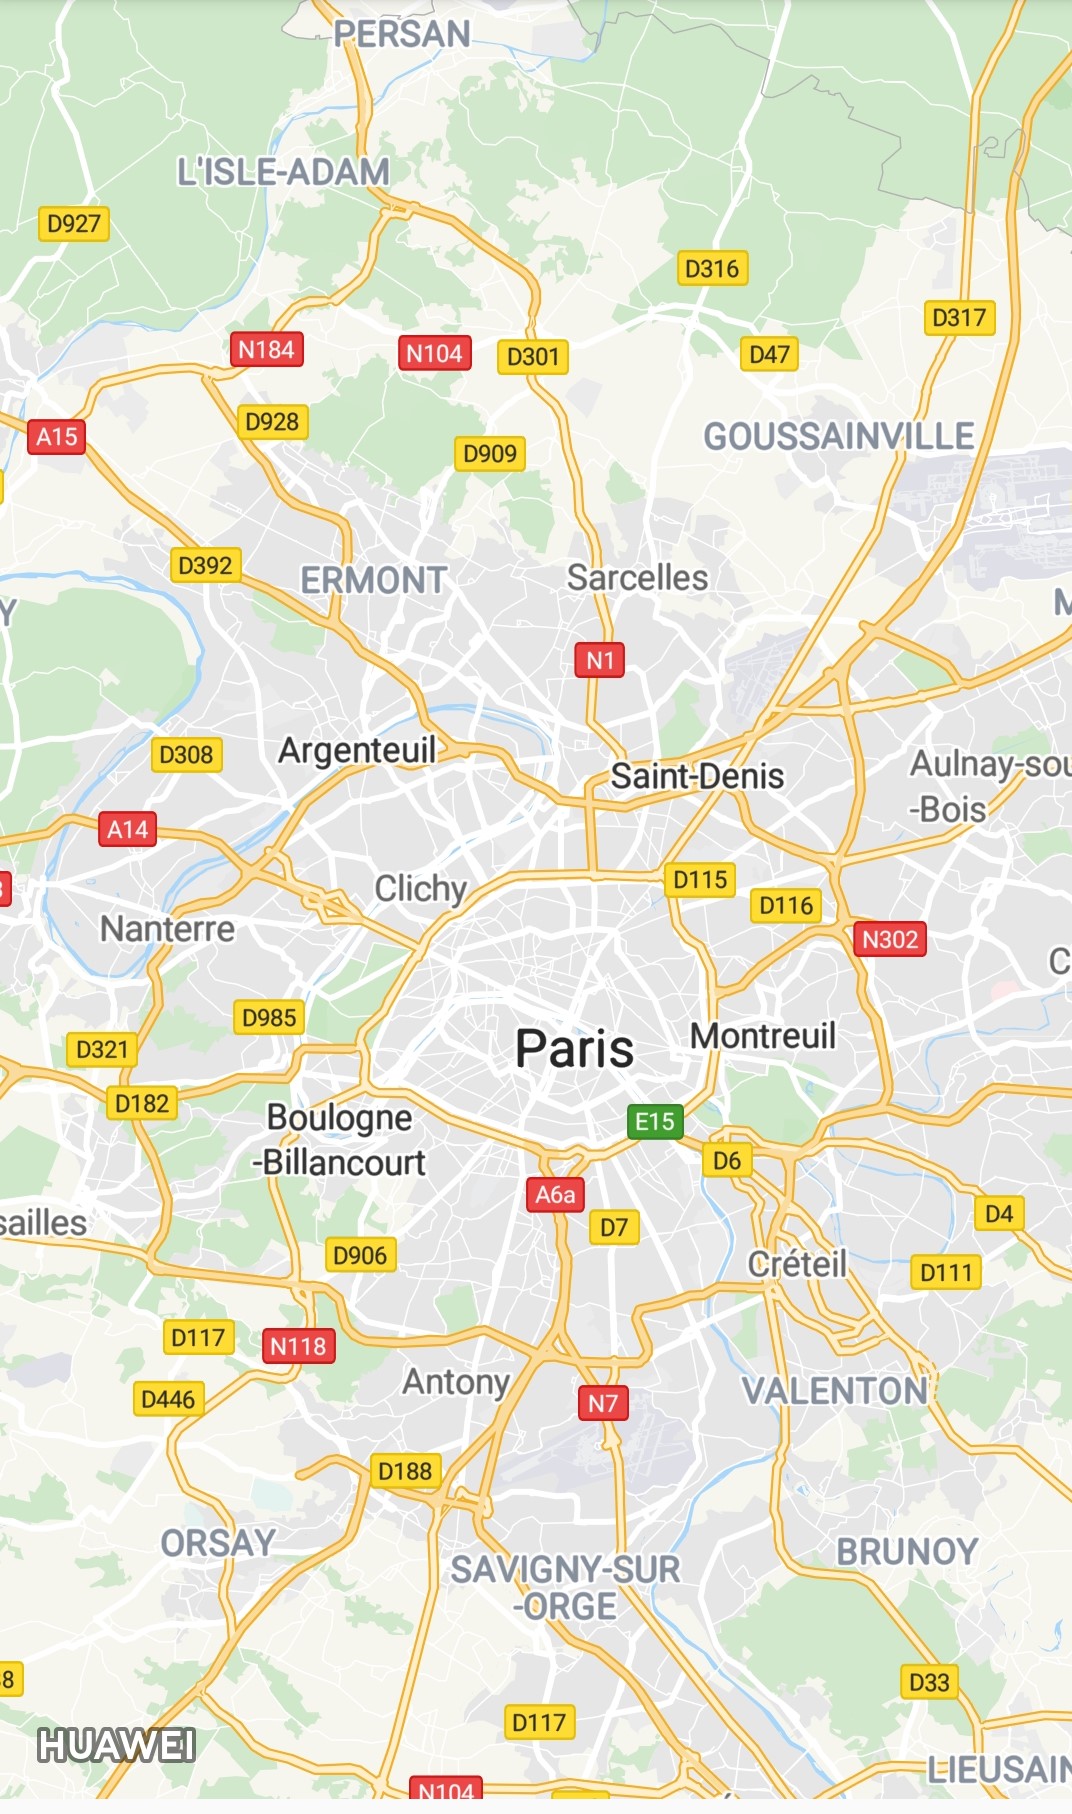 PERSAN
L'ISLE-ADAM
D927
D316
D317
N184
N104
D301
D47
A15
D928
GOUSSAINVILLE
D909
D392
ERMONT
Sarcelles
N1
D308
Argenteuil
Saint-Denis
Aulnay-sou
-Bois
A14
Clichy
D115
D116
Nanterre
N302
D985
D321
Paris
Montreuil
D182
Boulogne
-Billancourt
E15
D6
A6a
D7
D4
sailles
D906
Créteil
D111
D117
N118
Antony
D446
N7
VALENTON
D188
ORSAY
SAVIGNY-SUR
-ORGE
BRUNOY
D33
D117
HUAWEI
LIEUSAIN
N104